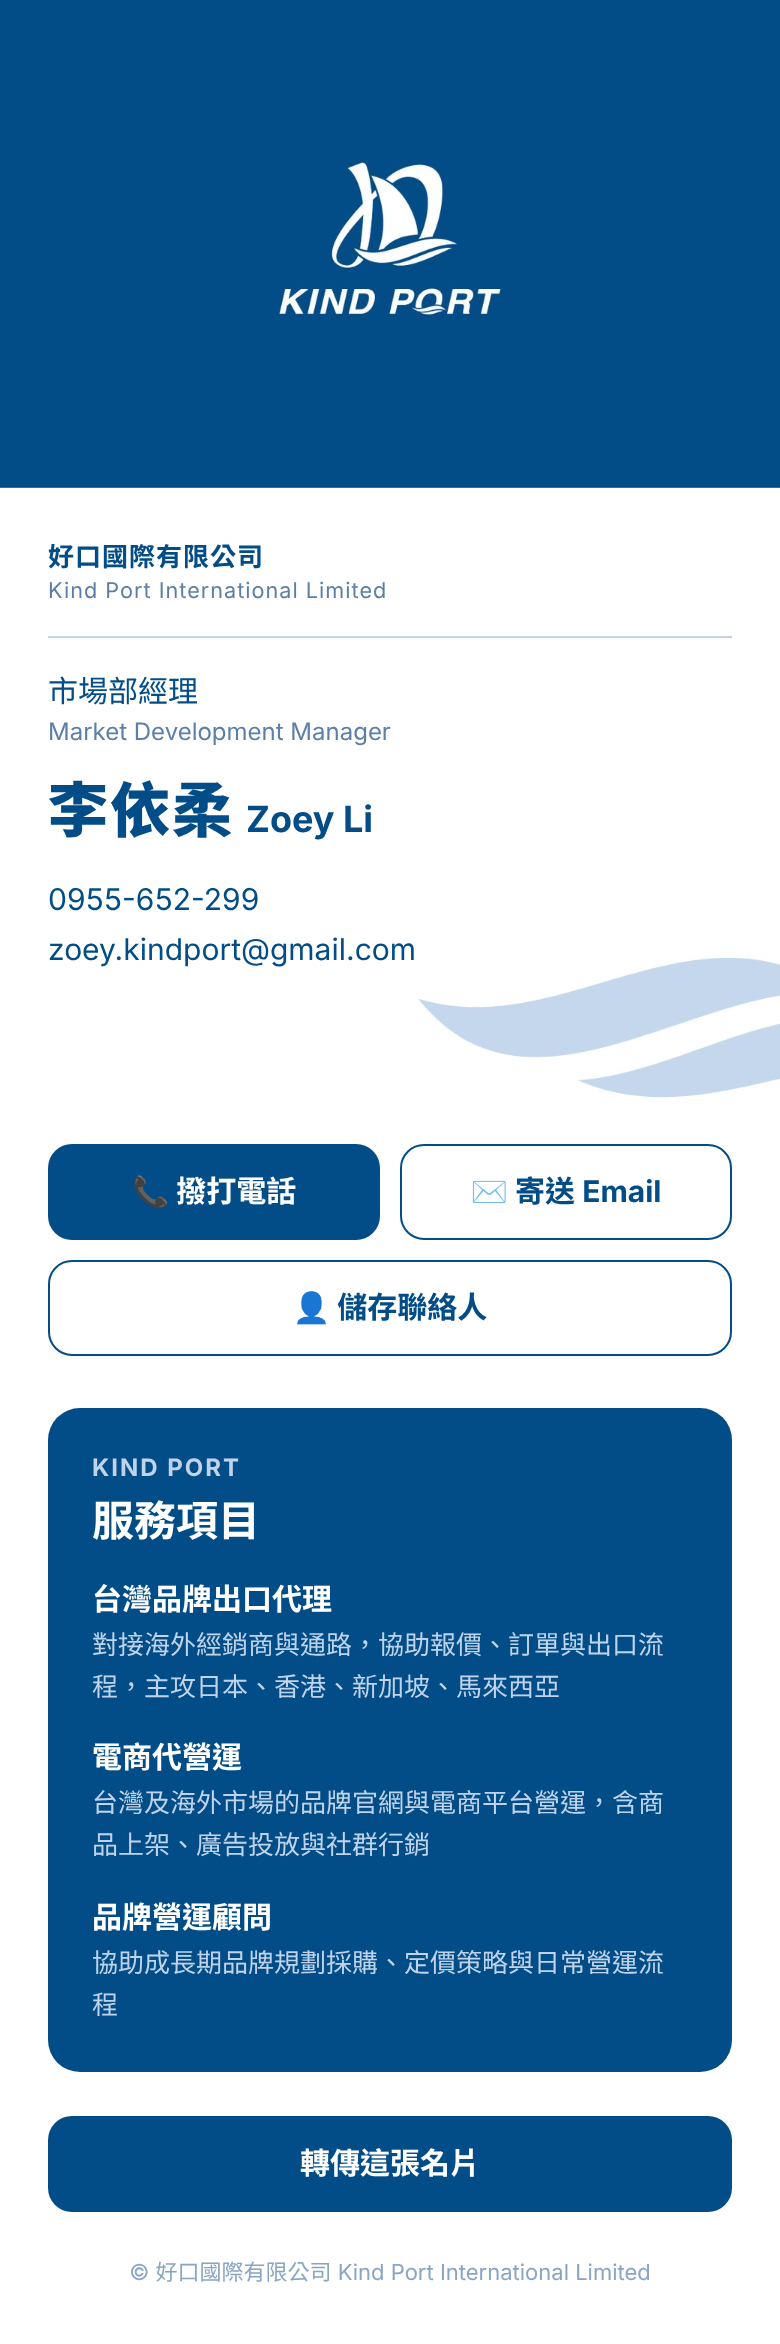 KIND PORT
好口國際有限公司
Kind Port International Limited
市場部經理
Market Development Manager
李依柔 Zoey Li
0955-652-299
zoey.kindport@gmail.com
📞 撥打電話
✉️ 寄送 Email
👤 儲存聯絡人
KIND PORT
服務項目
台灣品牌出口代理
對接海外經銷商與通路，協助報價、訂單與出口流
程，主攻日本、香港、新加坡、馬來西亞
電商代營運
台灣及海外市場的品牌官網與電商平台營運，含商
品上架、廣告投放與社群行銷
品牌營運顧問
協助成長期品牌規劃採購、定價策略與日常營運流
程
轉傳這張名片
© 好口國際有限公司 Kind Port International Limited